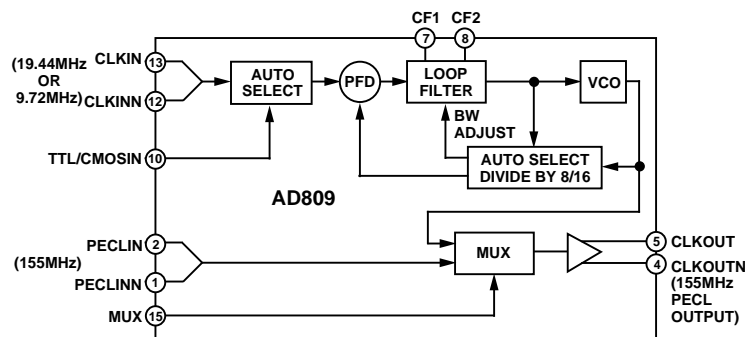 CF1 CF2
7 8
(19.44MHz
OR
9.72MHz)
CLKIN 13
CLKINN 12
AUTO
SELECT
PFD
LOOP
FILTER
VCO
BW
ADJUST
TTL/CMOSIN 10
AUTO SELECT
DIVIDE BY 8/16
AD809
PECLIN 2
(155MHz)
PECLINN 1
MUX 15
MUX
5 CLKOUT
4 CLKOUTN
(155MHz
PECL
OUTPUT)